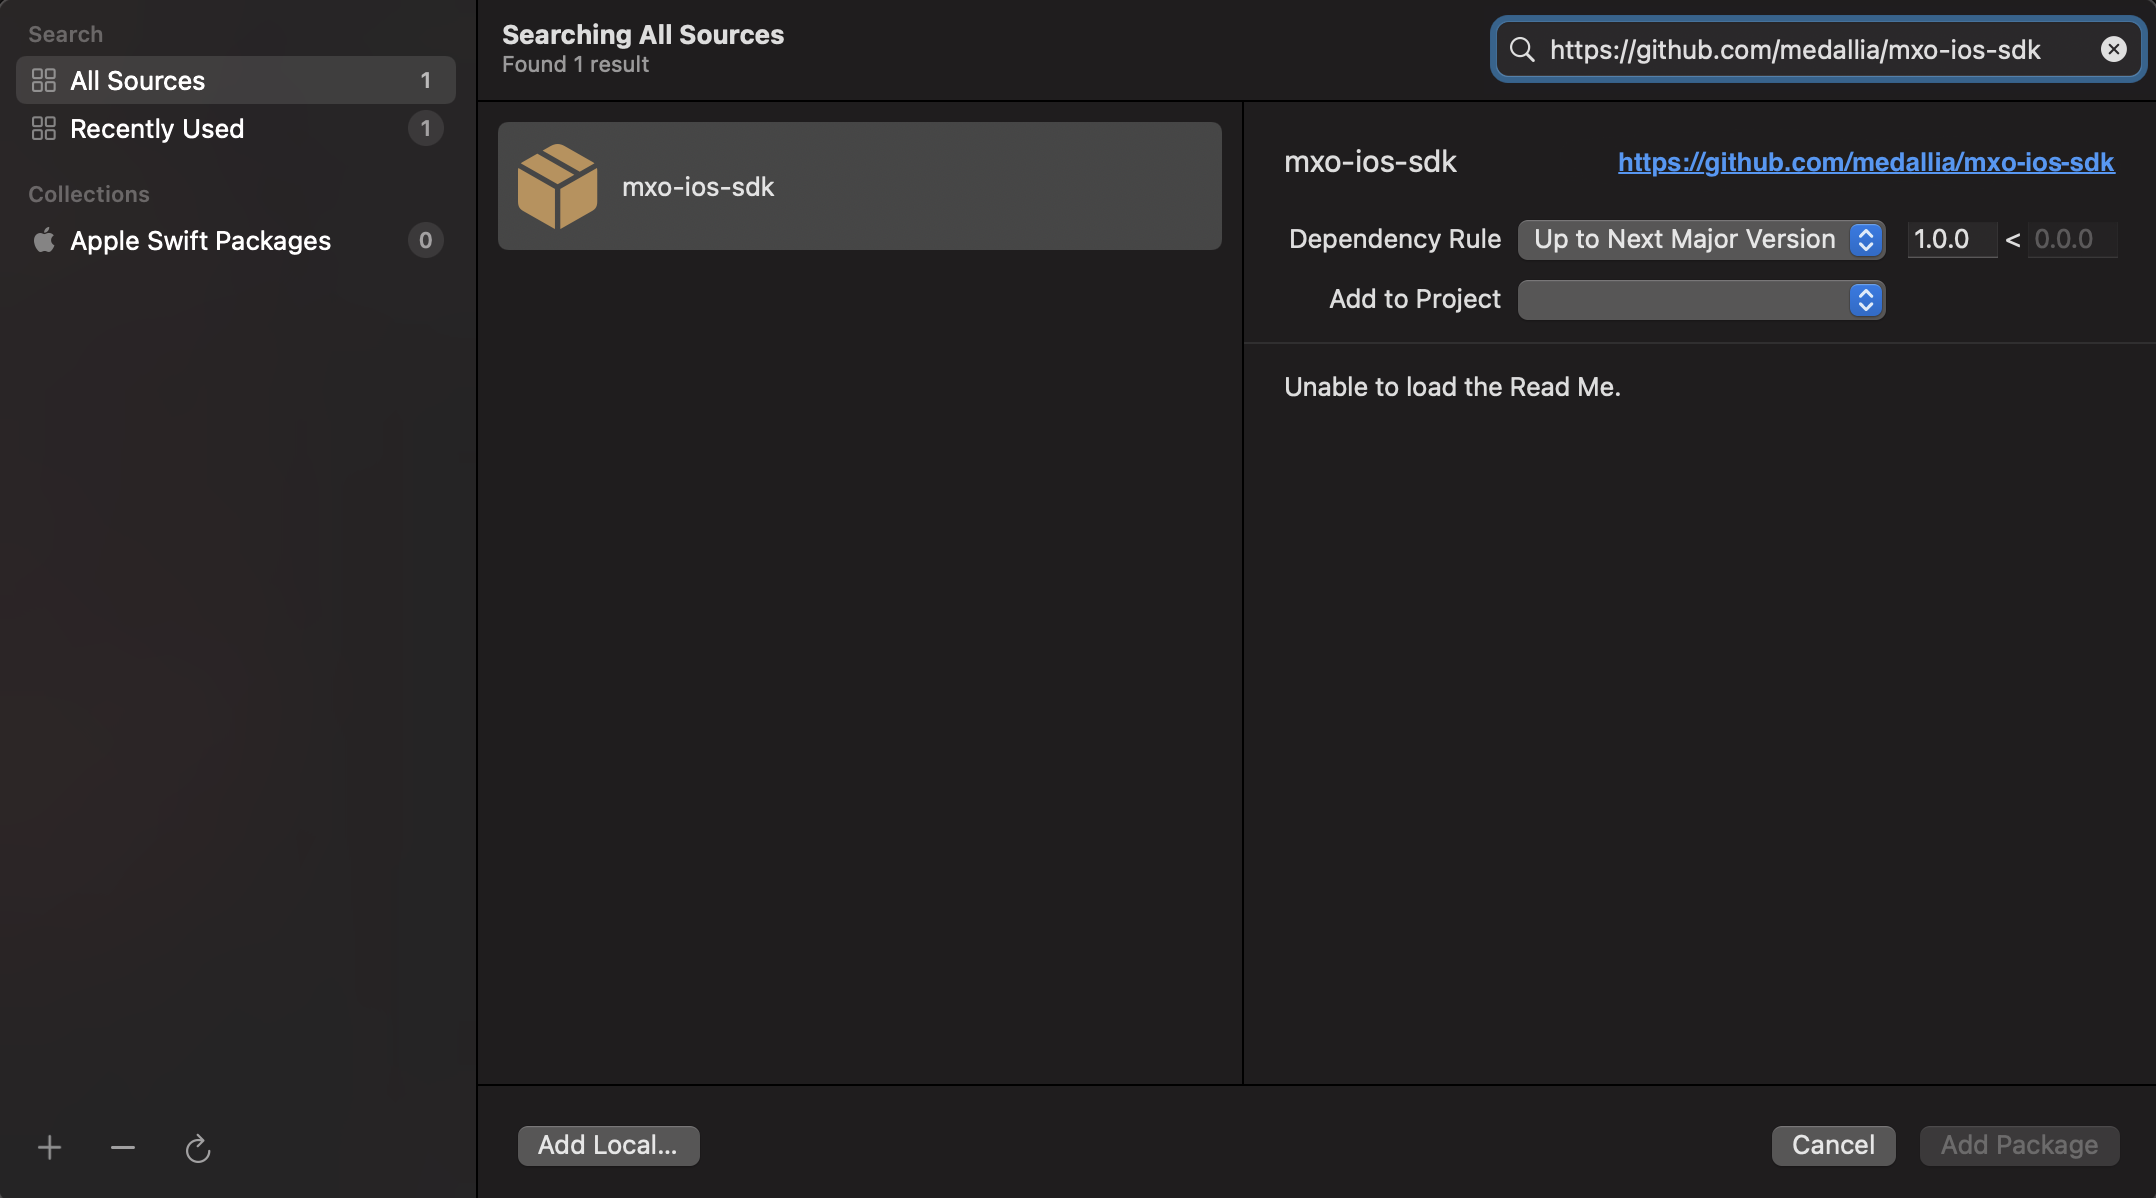 Search
All Sources 1
Recently Used 1
Collections
Apple Swift Packages 0
Searching All Sources
Found 1 result
https://github.com/medallia/mxo-ios-sdk
mxo-ios-sdk
mxo-ios-sdk https://github.com/medallia/mxo-ios-sdk
Dependency Rule Up to Next Major Version 1.0.0 < 0.0.0
Add to Project
Unable to load the Read Me.
Add Local... Cancel Add Package